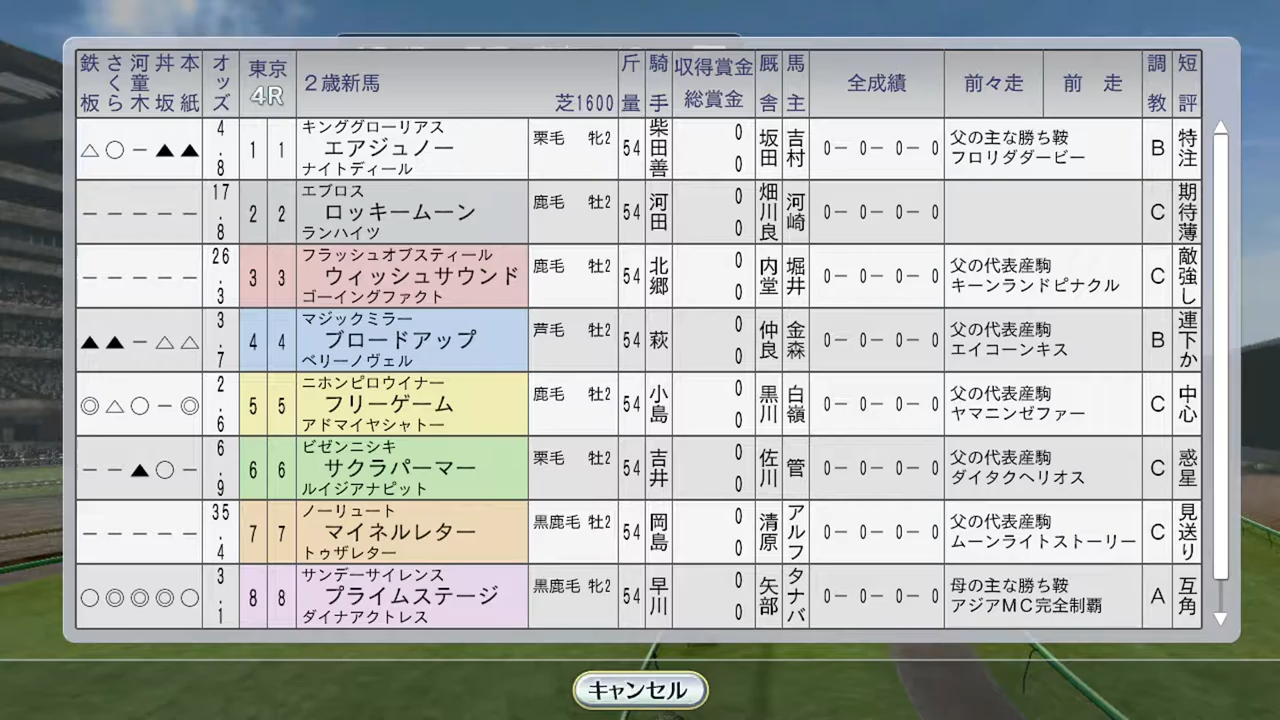 鉄板 さくら 河童木 丼坂 本紙 オッズ 東京 4R 2歳新馬 芝1600 斤量 騎手 収得賞金 総賞金 厩舎 馬主 全成績 前々走 前 走 調教 短評
△ ○ － ▲ ▲ 4.8 1 1 キンググローリアス エアジュノー ナイトディール 栗毛 牝2 54 柴田善 0 0 坂田 吉村 0－ 0－ 0－ 0 父の主な勝ち鞍 フロリダダービー B 特注
－ － － － － 17.8 2 2 エブロス ロッキームーン ランハイツ 鹿毛 牡2 54 河田 0 0 畑川良 河崎 0－ 0－ 0－ 0 C 期待薄
－ － － － － 26.3 3 3 フラッシュオブスティール ウィッシュサウンド ゴーイングファクト 鹿毛 牡2 54 北郷 0 0 内堂 堀井 0－ 0－ 0－ 0 父の代表産駒 キーンランドピナクル C 敵強し
▲ ▲ － △ △ 3.7 4 4 マジックミラー ブロードアップ ベリーノヴェル 芦毛 牡2 54 萩 0 0 仲良 金森 0－ 0－ 0－ 0 父の代表産駒 エイコーンキス B 連下か
◎ △ ○ － ◎ 2.6 5 5 ニホンピロウイナー フリーゲーム アドマイヤシャトー 鹿毛 牡2 54 小島 0 0 黒川 白嶺 0－ 0－ 0－ 0 父の代表産駒 ヤマニンゼファー C 中心
－ － ▲ ○ － 6.9 6 6 ビゼンニシキ サクラパーマー ルイジアナピット 栗毛 牡2 54 吉井 0 0 佐川 管 0－ 0－ 0－ 0 父の代表産駒 ダイタクヘリオス C 惑星
－ － － － － 35.4 7 7 ノーリュート マイネルレター トゥザレター 黒鹿毛 牡2 54 岡島 0 0 清原 アルフ 0－ 0－ 0－ 0 父の代表産駒 ムーンライトストーリー C 見送り
○ ◎ ◎ ◎ ○ 3.1 8 8 サンデーサイレンス プライムステージ ダイナアクトレス 黒鹿毛 牝2 54 早川 0 0 矢部 タナバ 0－ 0－ 0－ 0 母の主な勝ち鞍 アジアMC完全制覇 A 互角
キャンセル